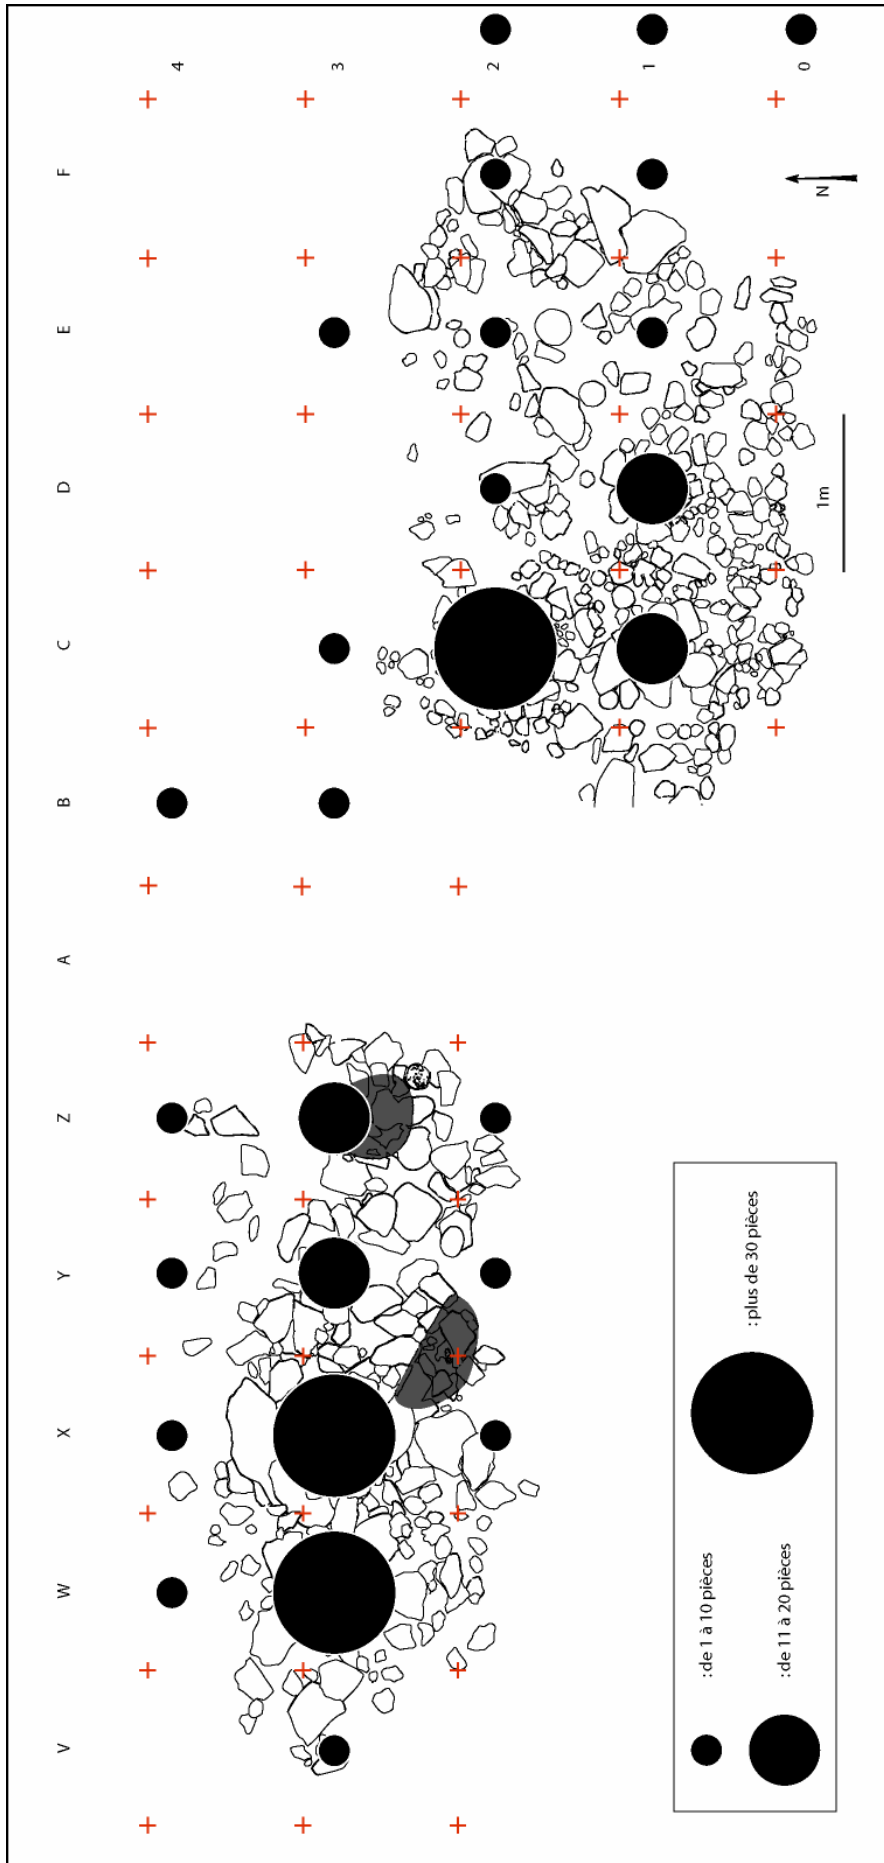 V W X Y Z A B C D E F
4
3
2
1
0
N
1m
:de 1 à 10 pièces
:de 11 à 20 pièces
:plus de 30 pièces